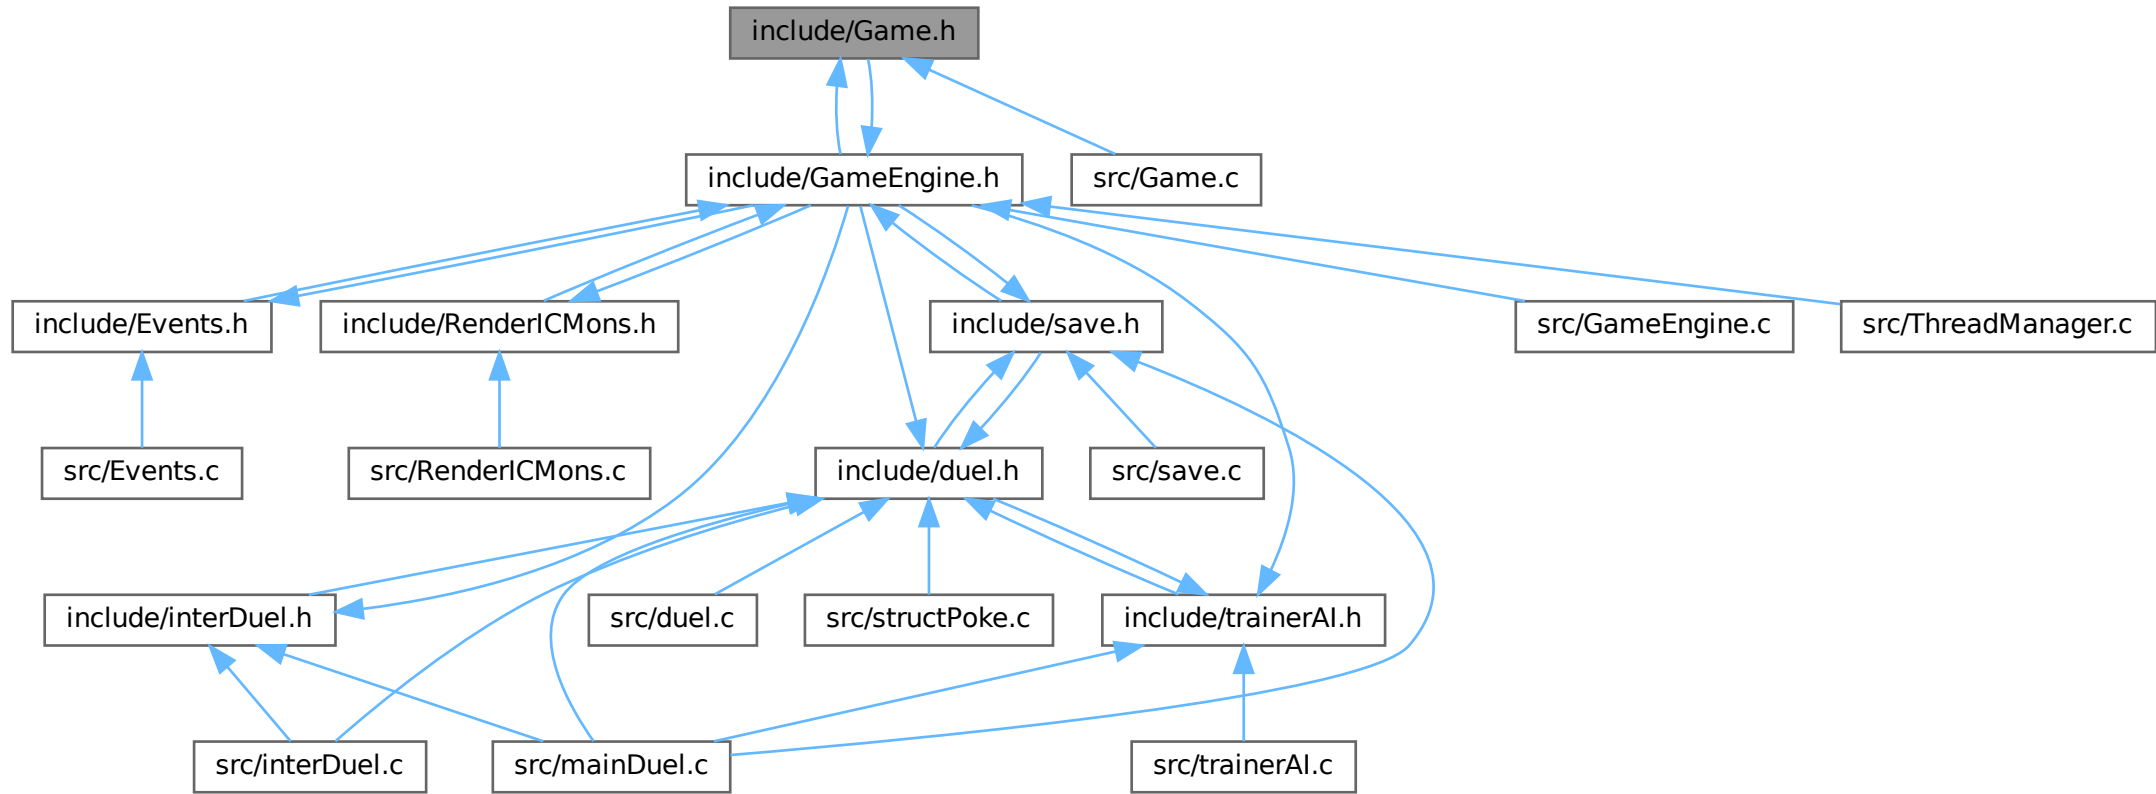 include/Game.h
include/GameEngine.h
src/Game.c
include/Events.h
include/RenderICMons.h
include/save.h
src/GameEngine.c
src/ThreadManager.c
src/Events.c
src/RenderICMons.c
include/duel.h
src/save.c
include/interDuel.h
src/duel.c
src/structPoke.c
include/trainerAI.h
src/interDuel.c
src/mainDuel.c
src/trainerAI.c